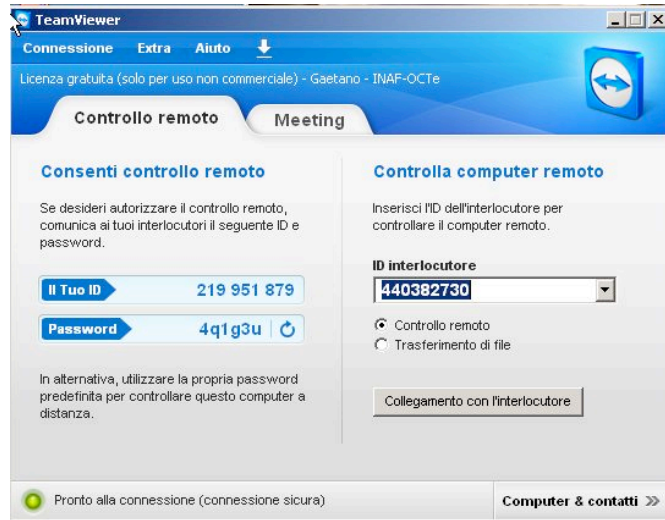 TeamViewer
Connessione Extra Aiuto
Licenza gratuita (solo per uso non commerciale) - Gaetano - INAF-OCTe
Controllo remoto
Meeting
Consenti controllo remoto
Se desideri autorizzare il controllo remoto,
comunica ai tuoi interlocutori il seguente ID e
password.
Il Tuo ID 219 951 879
Password 4q1g3u
In alternativa, utilizzare la propria password
predefinita per controllare questo computer a
distanza.
Controlla computer remoto
Inserisci l'ID dell'interlocutore per
controllare il computer remoto.
ID interlocutore
440382730
Controllo remoto
Trasferimento di file
Collegamento con l'interlocutore
Pronto alla connessione (connessione sicura)
Computer & contatti >>